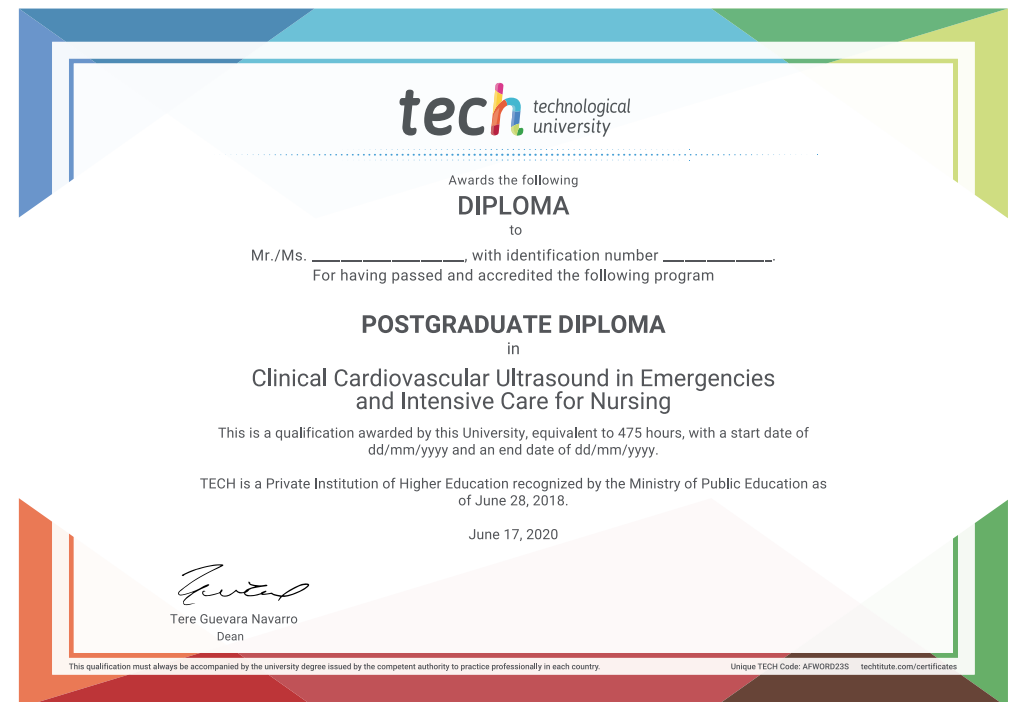 tech technological
university
Awards the following
DIPLOMA
to
Mr./Ms. ________________, with identification number ____________.
For having passed and accredited the following program
POSTGRADUATE DIPLOMA
in
Clinical Cardiovascular Ultrasound in Emergencies
and Intensive Care for Nursing
This is a qualification awarded by this University, equivalent to 475 hours, with a start date of
dd/mm/yyyy and an end date of dd/mm/yyyy.
TECH is a Private Institution of Higher Education recognized by the Ministry of Public Education as
of June 28, 2018.
June 17, 2020
Tere Guevara Navarro
Dean
This qualification must always be accompanied by the university degree issued by the competent authority to practice professionally in each country.
Unique TECH Code: AFWORD23S techtitute.com/certificates